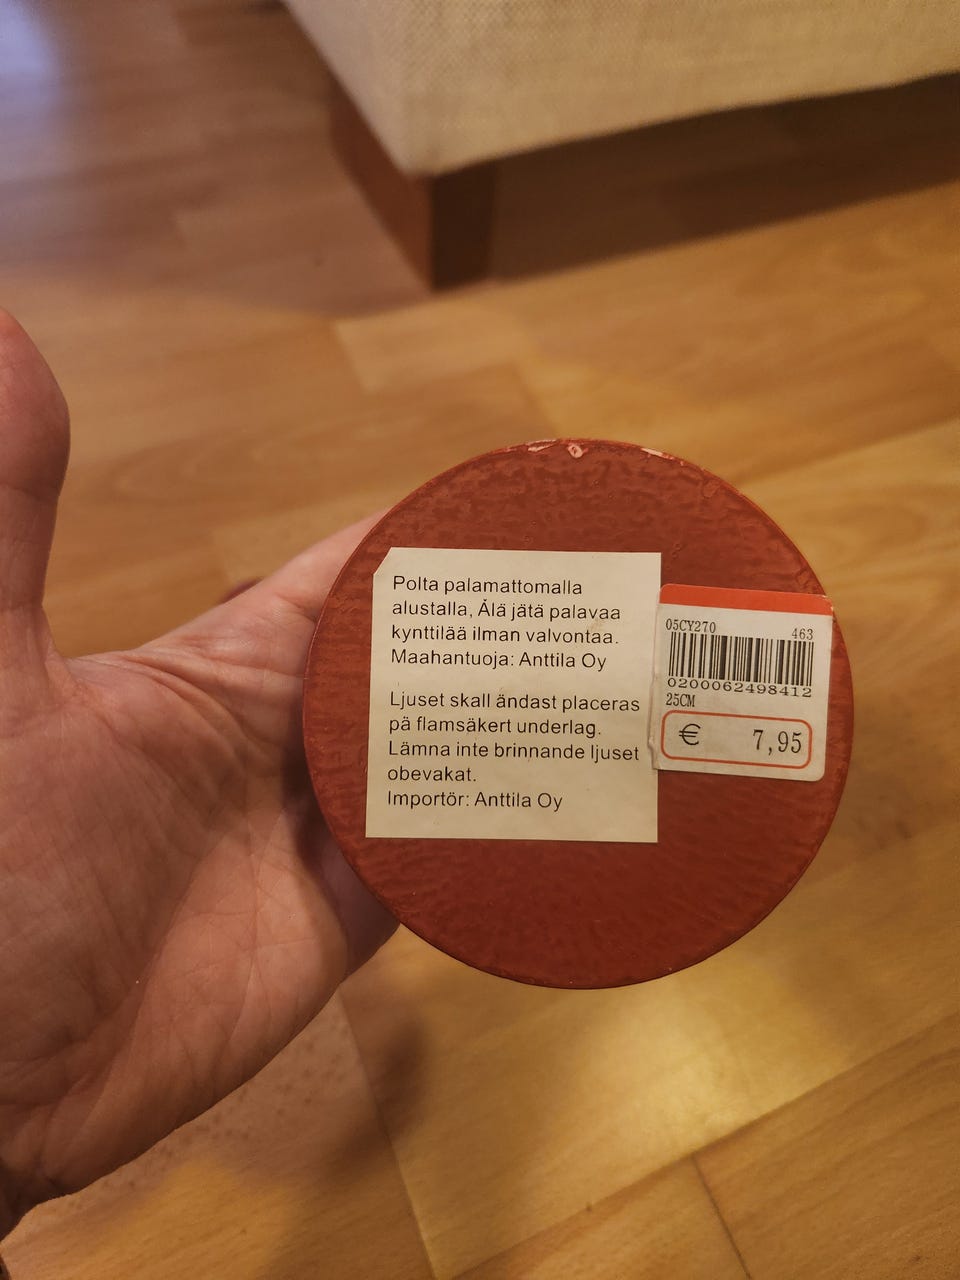 Polta palamattomalla
alustalla, Älä jätä palavaa
kynttilää ilman valvontaa.
Maahantuoja: Anttila Oy
Ljuset skall ändast placeras
pä flamsäkert underlag.
Lämna inte brinnande ljuset
obevakat.
Importör: Anttila Oy
05CY270 463
0200062498412
25CM
€ 7,95